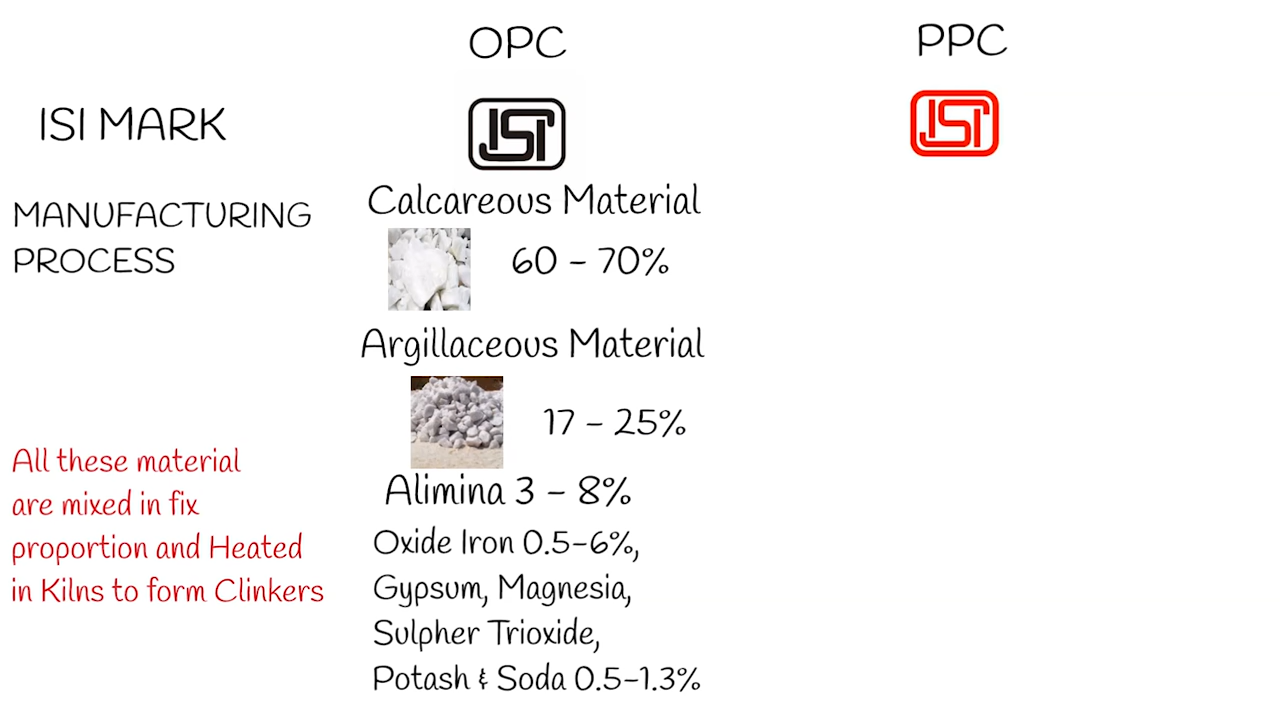 OPC
PPC
ISI MARK
ISI
ISI
MANUFACTURING
PROCESS
Calcareous Material
60 - 70%
Argillaceous Material
17 - 25%
All these material
are mixed in fix
proportion and Heated
in Kilns to form Clinkers
Alimina 3 - 8%
Oxide Iron 0.5-6%,
Gypsum, Magnesia,
Sulpher Trioxide,
Potash & Soda 0.5-1.3%